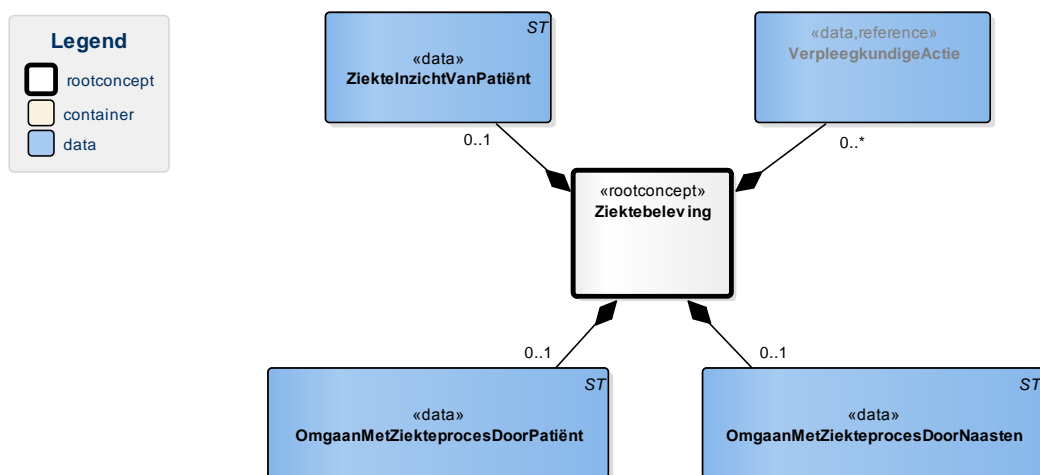 Legend
rootconcept
container
data
ST
«data»
ZiekteInzichtVanPatiënt
0..1
«data,reference»
VerpleegkundigeActie
0..*
«rootconcept»
Ziektebeleving
0..1
0..1
ST
«data»
OmgaanMetZiekteprocesDoorPatiënt
ST
«data»
OmgaanMetZiekteprocesDoorNaasten